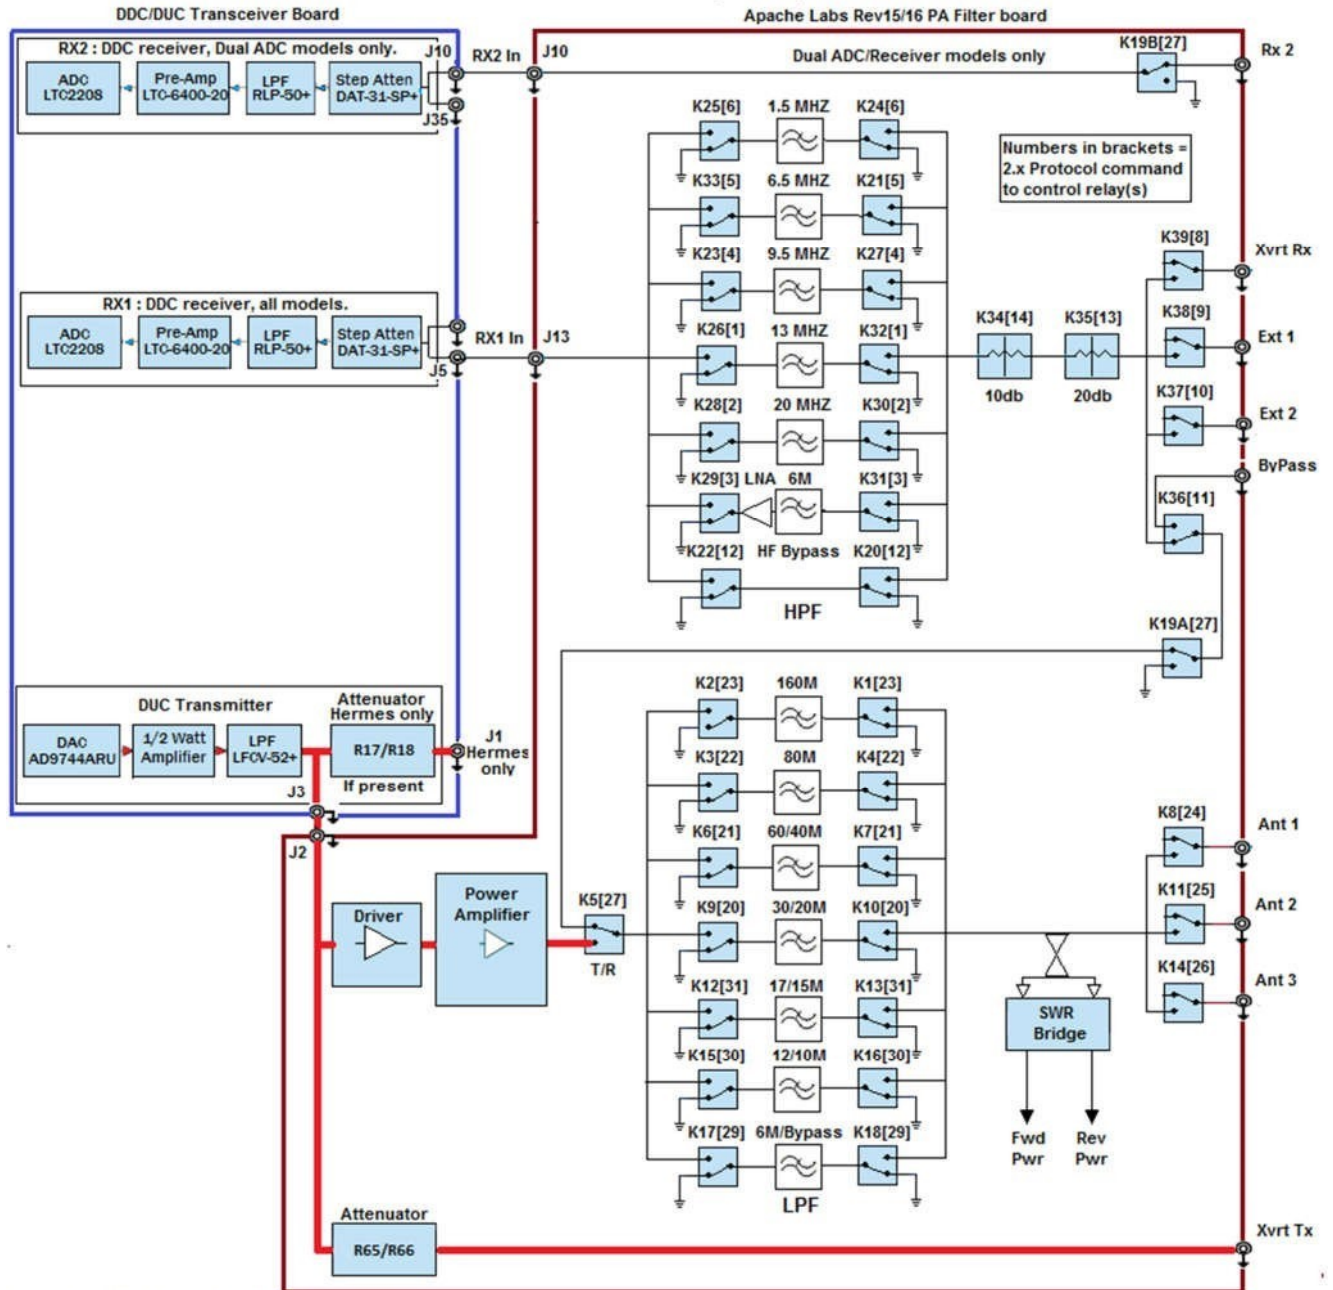 DDC/DUC Transceiver Board
Apache Labs Rev15/16 PA Filter board
RX2 : DDC receiver, Dual ADC models only.
J10
RX2 In
J10
Dual ADC/Receiver models only
K19B[27]
Rx 2
ADC
LTC2208
Pre-Amp
LTC-6400-20
LPF
RLP-50+
Step Atten
DAT-31-SP+
J35
K25[6]
1.5 MHZ
K24[6]
Numbers in brackets =
2.x Protocol command
to control relay(s)
K33[5]
6.5 MHZ
K21[5]
K23[4]
9.5 MHZ
K27[4]
K39[8]
Xvrt Rx
RX1 : DDC receiver, all models.
ADC
LTC2208
Pre-Amp
LTC-6400-20
LPF
RLP-50+
Step Atten
DAT-31-SP+
J5
RX1 In
J13
K26[1]
13 MHZ
K32[1]
K34[14]
10db
K35[13]
20db
K38[9]
Ext 1
K28[2]
20 MHZ
K30[2]
K37[10]
Ext 2
K29[3]
LNA
6M
K31[3]
ByPass
K36[11]
K22[12]
HF Bypass
K20[12]
HPF
K19A[27]
DUC Transmitter
Attenuator
Hermes only
DAC
AD9744ARU
1/2 Watt
Amplifier
LPF
LFCV-52+
R17/R18
If present
J1
Hermes
only
J3
J2
K2[23]
160M
K1[23]
K3[22]
80M
K4[22]
K6[21]
60/40M
K7[21]
K8[24]
Ant 1
Driver
Power
Amplifier
K5[27]
T/R
K9[20]
30/20M
K10[20]
K11[25]
Ant 2
K12[31]
17/15M
K13[31]
K14[26]
Ant 3
SWR
Bridge
K15[30]
12/10M
K16[30]
K17[29]
6M/Bypass
K18[29]
Fwd
Pwr
Rev
Pwr
LPF
Attenuator
R65/R66
Xvrt Tx